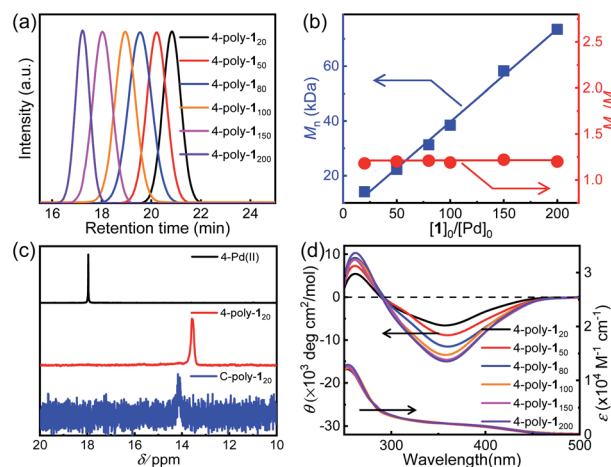 (a)
4-poly-1₂₀
4-poly-1₅₀
4-poly-1₈₀
4-poly-1₁₀₀
4-poly-1₁₅₀
4-poly-1₂₀₀
Intensity (a.u.)
16 18 20 22 24
Retention time (min)
(b)
Mₙ (kDa)
20
40
60
0 50 100 150 200
[1]₀/[Pd]₀
1.0
1.5
2.0
2.5
(c)
4-Pd(II)
4-poly-1₂₀
C-poly-1₂₀
20 18 16 14 12 10
δ/ppm
(d)
θ (×10³ deg cm²/mol)
10
0
-10
-20
-30
4-poly-1₂₀
4-poly-1₅₀
4-poly-1₈₀
4-poly-1₁₀₀
4-poly-1₁₅₀
4-poly-1₂₀₀
300 400 500
Wavelength(nm)
0
1
2
3
ε (x10⁴ M⁻¹ cm⁻¹)